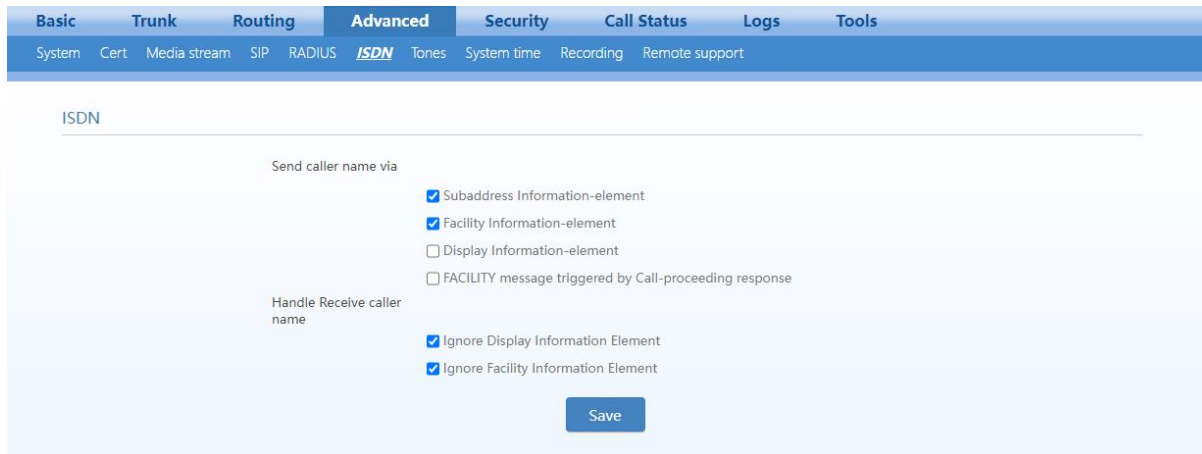 Basic Trunk Routing Advanced Security Call Status Logs Tools
System Cert Media stream SIP RADIUS ISDN Tones System time Recording Remote support
ISDN
Send caller name via
Subaddress Information-element
Facility Information-element
Display Information-element
FACILITY message triggered by Call-proceeding response
Handle Receive caller
name
Ignore Display Information Element
Ignore Facility Information Element
Save